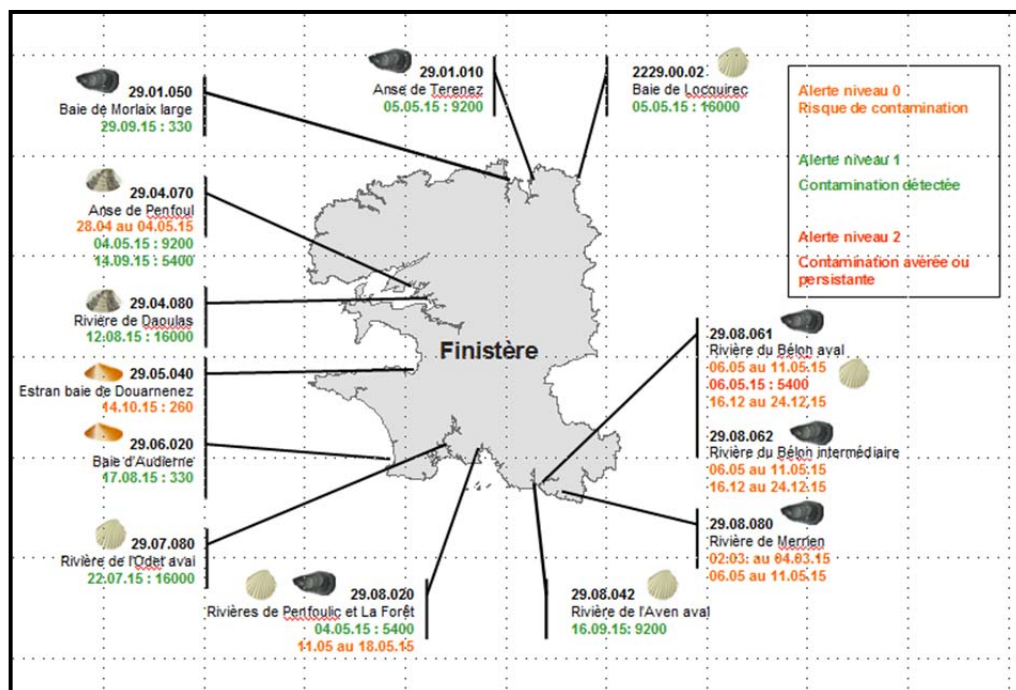 29.01.050
Baie de Morlaix large
29.09.15 : 330
29.01.010
Anse de Terenez
05.05.15 : 9200
2229.00.02
Baie de Locquirec
05.05.15 : 16000
Alerte niveau 0
Risque de contamination
Alerte niveau 1
Contamination détectée
Alerte niveau 2
Contamination avérée ou
persistante
29.04.070
Anse de Penfoul
28.04 au 04.05.15
04.05.15 : 9200
14.09.15 : 5400
29.04.080
Rivière de Daoulas
12.08.15 : 16000
29.05.040
Estran baie de Douarnenez
14.10.15 : 260
29.06.020
Baie d'Audierne
17.08.15 : 330
29.07.080
Rivière de l'Odet aval
22.07.15 : 16000
Finistère
29.08.061
Rivière du Bélon aval
06.05 au 11.05.15
06.05.15 : 5400
16.12 au 24.12.15
29.08.062
Rivière du Bélon intermédiaire
06.05 au 11.05.15
16.12 au 24.12.15
29.08.080
Rivière de Merrien
02.03. au 04.03.15
06.05 au 11.05.15
29.08.020
Rivières de Penfoulic et La Forêt
04.05.15 : 5400
11.05 au 18.05.15
29.08.042
Rivière de l'Aven aval
16.09.15: 9200